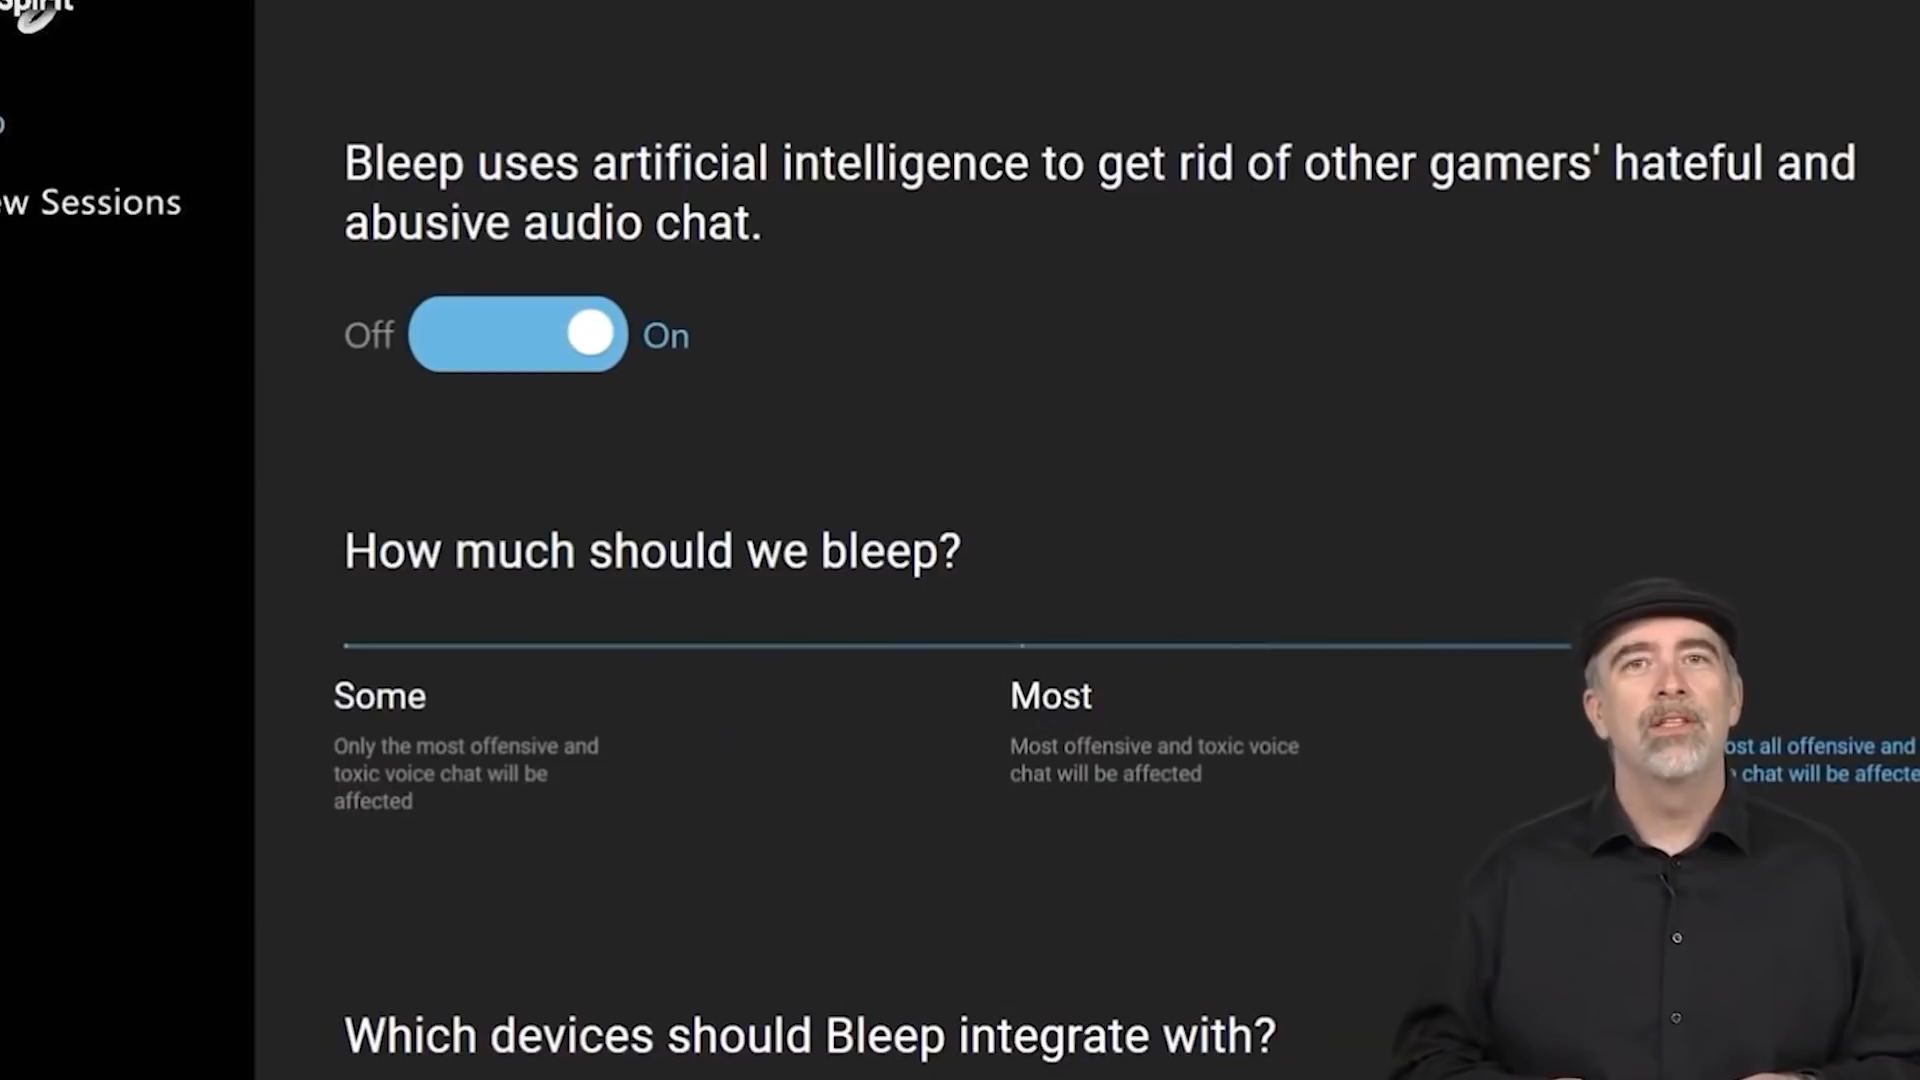 Spirit
Sessions
Bleep uses artificial intelligence to get rid of other gamers' hateful and
abusive audio chat.
Off On
How much should we bleep?
Some
Only the most offensive and
toxic voice chat will be
affected
Most
Most offensive and toxic voice
chat will be affected
all offensive and
chat will be
Which devices should Bleep integrate with?